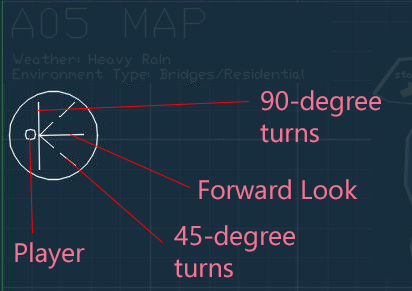 A05 MAP
Weather: Heavy Rain
Environment Type: Bridges/Residential
90-degree
turns
Forward Look
45-degree
turns
Player